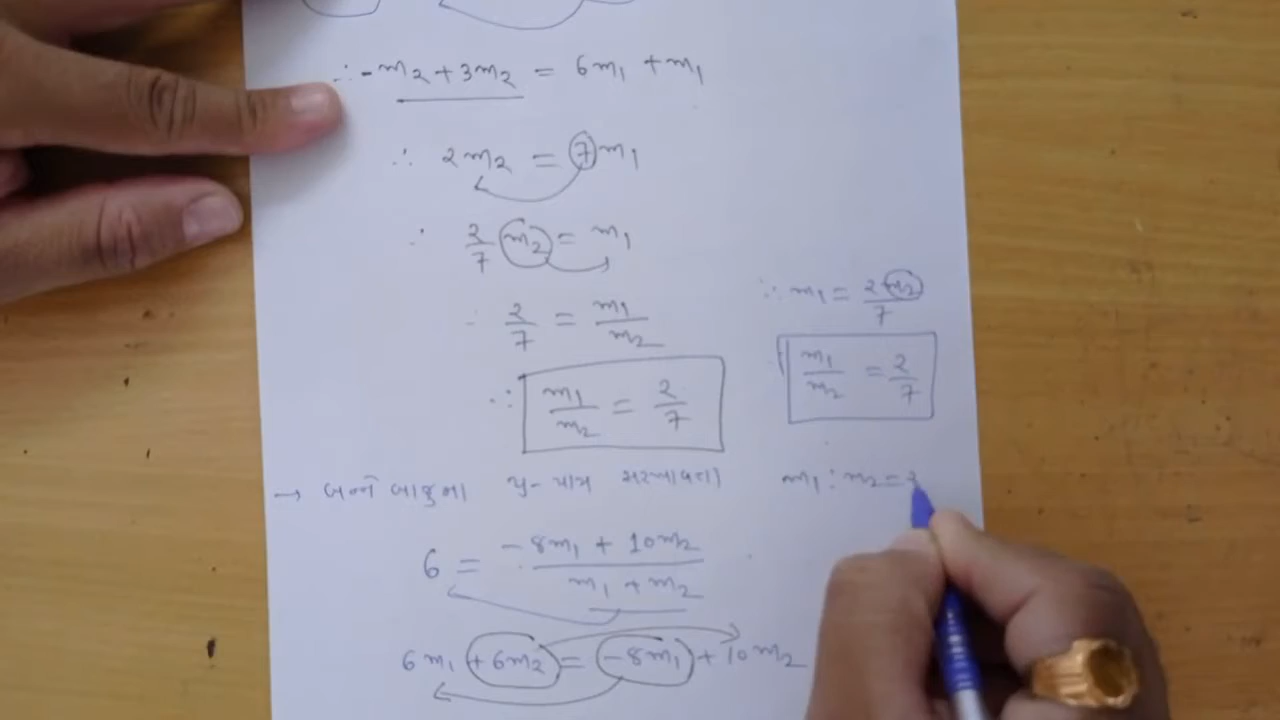 ∴ -m₂ + 3m₂ = 6m₁ + m₁
∴ 2m₂ = 7m₁
∴ 2/7 m₂ = m₁
∴ 2/7 = m₁/m₂
∴ m₁/m₂ = 2/7
∴ m₁ = 2m₂/7
m₁/m₂ = 2/7
→ બન્ને બાજુના y-યામ સરખાવતા
m₁ : m₂ = 2
6 = -8m₁ + 10m₂ / m₁ + m₂
6m₁ + 6m₂ = -8m₁ + 10m₂